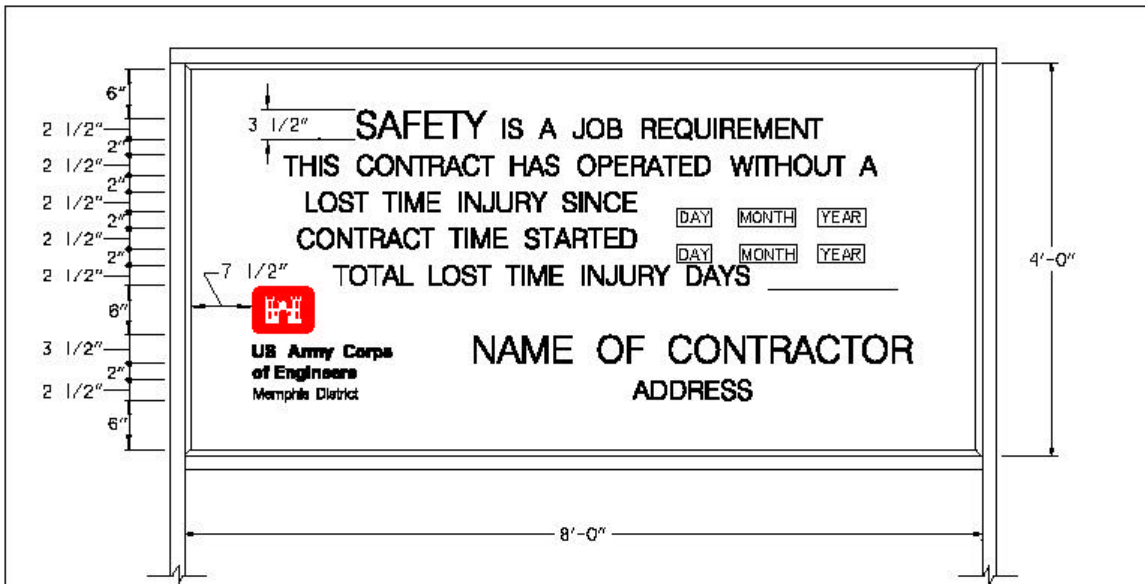 6"
2 1/2"
2"
2 1/2"
2"
2 1/2"
2"
2 1/2"
2"
2 1/2"
6"
3 1/2"
2"
2 1/2"
6"
3 1/2"
SAFETY IS A JOB REQUIREMENT
THIS CONTRACT HAS OPERATED WITHOUT A
LOST TIME INJURY SINCE DAY MONTH YEAR
CONTRACT TIME STARTED DAY MONTH YEAR
TOTAL LOST TIME INJURY DAYS
7 1/2"
US Army Corps
of Engineers
Memphis District
NAME OF CONTRACTOR
ADDRESS
4'-0"
8'-0"